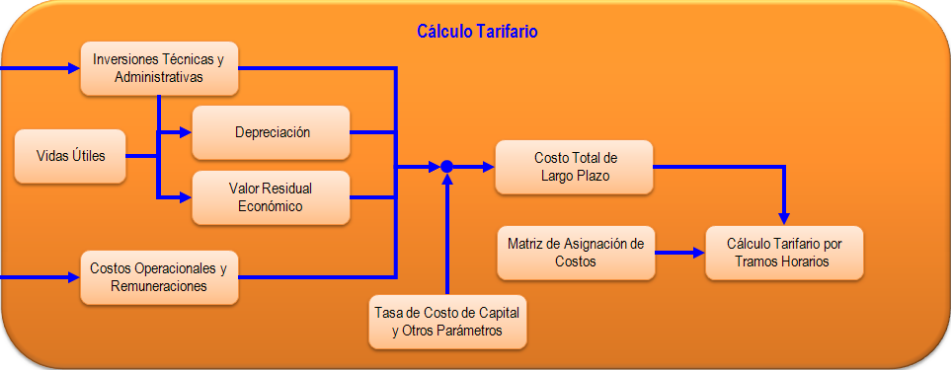 Cálculo Tarifario
Inversiones Técnicas y
Administrativas
Vidas Útiles
Depreciación
Valor Residual
Económico
Costos Operacionales y
Remuneraciones
Tasa de Costo de Capital
y Otros Parámetros
Costo Total de
Largo Plazo
Matriz de Asignación de
Costos
Cálculo Tarifario por
Tramos Horarios